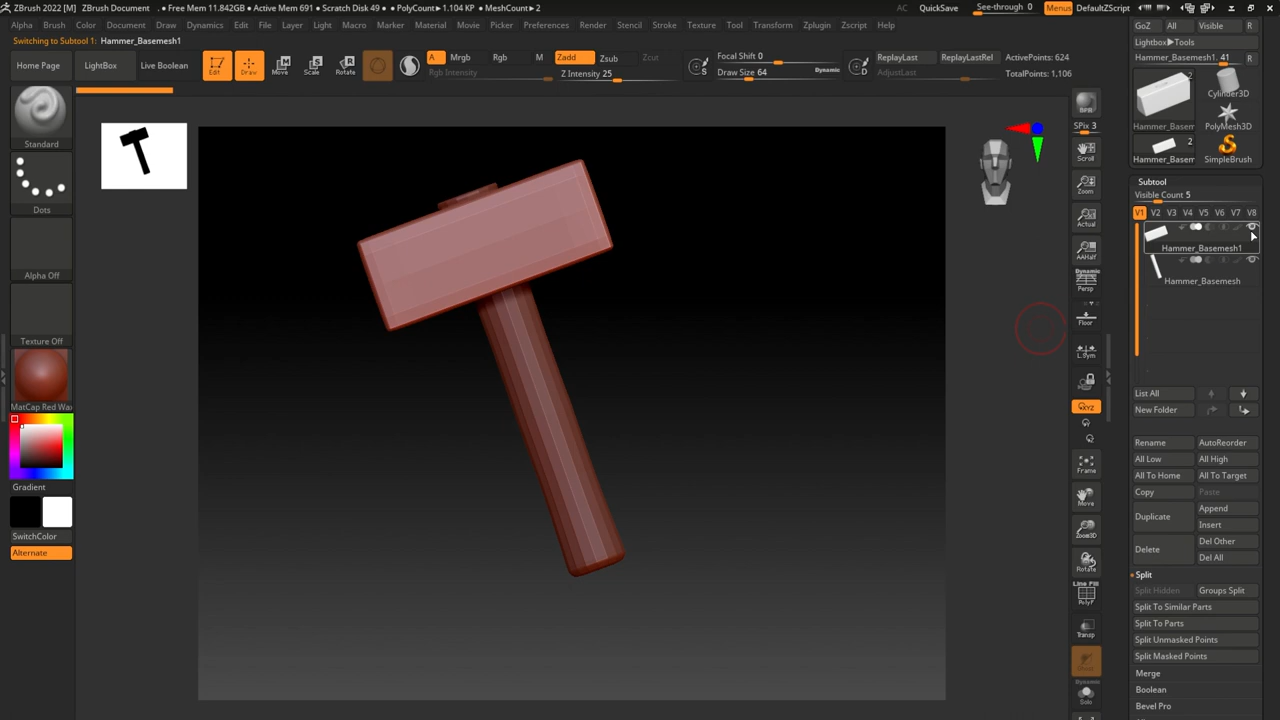 ZBrush 2022 [M] ZBrush Document • Free Mem 11.842GB • Active Mem 691 • Scratch Disk 49 • PolyCount▸1.104 KP • MeshCount▸2 AC QuickSave See-through 0 Menus DefaultZScript
Alpha Brush Color Document Draw Dynamics Edit File Layer Light Macro Marker Material Movie Picker Preferences Render Stencil Stroke Texture Tool Transform Zplugin Zscript Help
Switching to Subtool 1: Hammer_Basemesh1
Home Page LightBox Live Boolean Edit Draw Move Scale Rotate A Mrgb Rgb M Zadd Zsub Zcut Focal Shift 0 ReplayLast ReplayLastRel ActivePoints: 624
Rgb Intensity Z Intensity 25 Draw Size 64 Dynamic AdjustLast TotalPoints: 1,106
S
D
Standard
Dots
Alpha Off
Texture Off
MatCap Red Wax
Gradient
SwitchColor
Alternate
BPR
SPix 3
Scroll
Zoom
Actual
AAHalf
Dynamic
Persp
Floor
L.Sym
XYZ
Frame
Move
Zoom3D
Rotate
Line Fill
PolyF
Transp
Dynamic
Solo
GoZ All Visible R
Lightbox▶Tools
Hammer_Basemesh1. 41 R
2
Cylinder3D
Hammer_Basem PolyMesh3D
2
Hammer_Basem SimpleBrush
Subtool
Visible Count 5
V1 V2 V3 V4 V5 V6 V7 V8
Hammer_Basemesh1
Hammer_Basemesh
List All
New Folder
Rename AutoReorder
All Low All High
All To Home All To Target
Copy Paste
Duplicate Append
Insert
Delete Del Other
Del All
Split
Split Hidden Groups Split
Split To Similar Parts
Split To Parts
Split Unmasked Points
Split Masked Points
Merge
Boolean
Bevel Pro